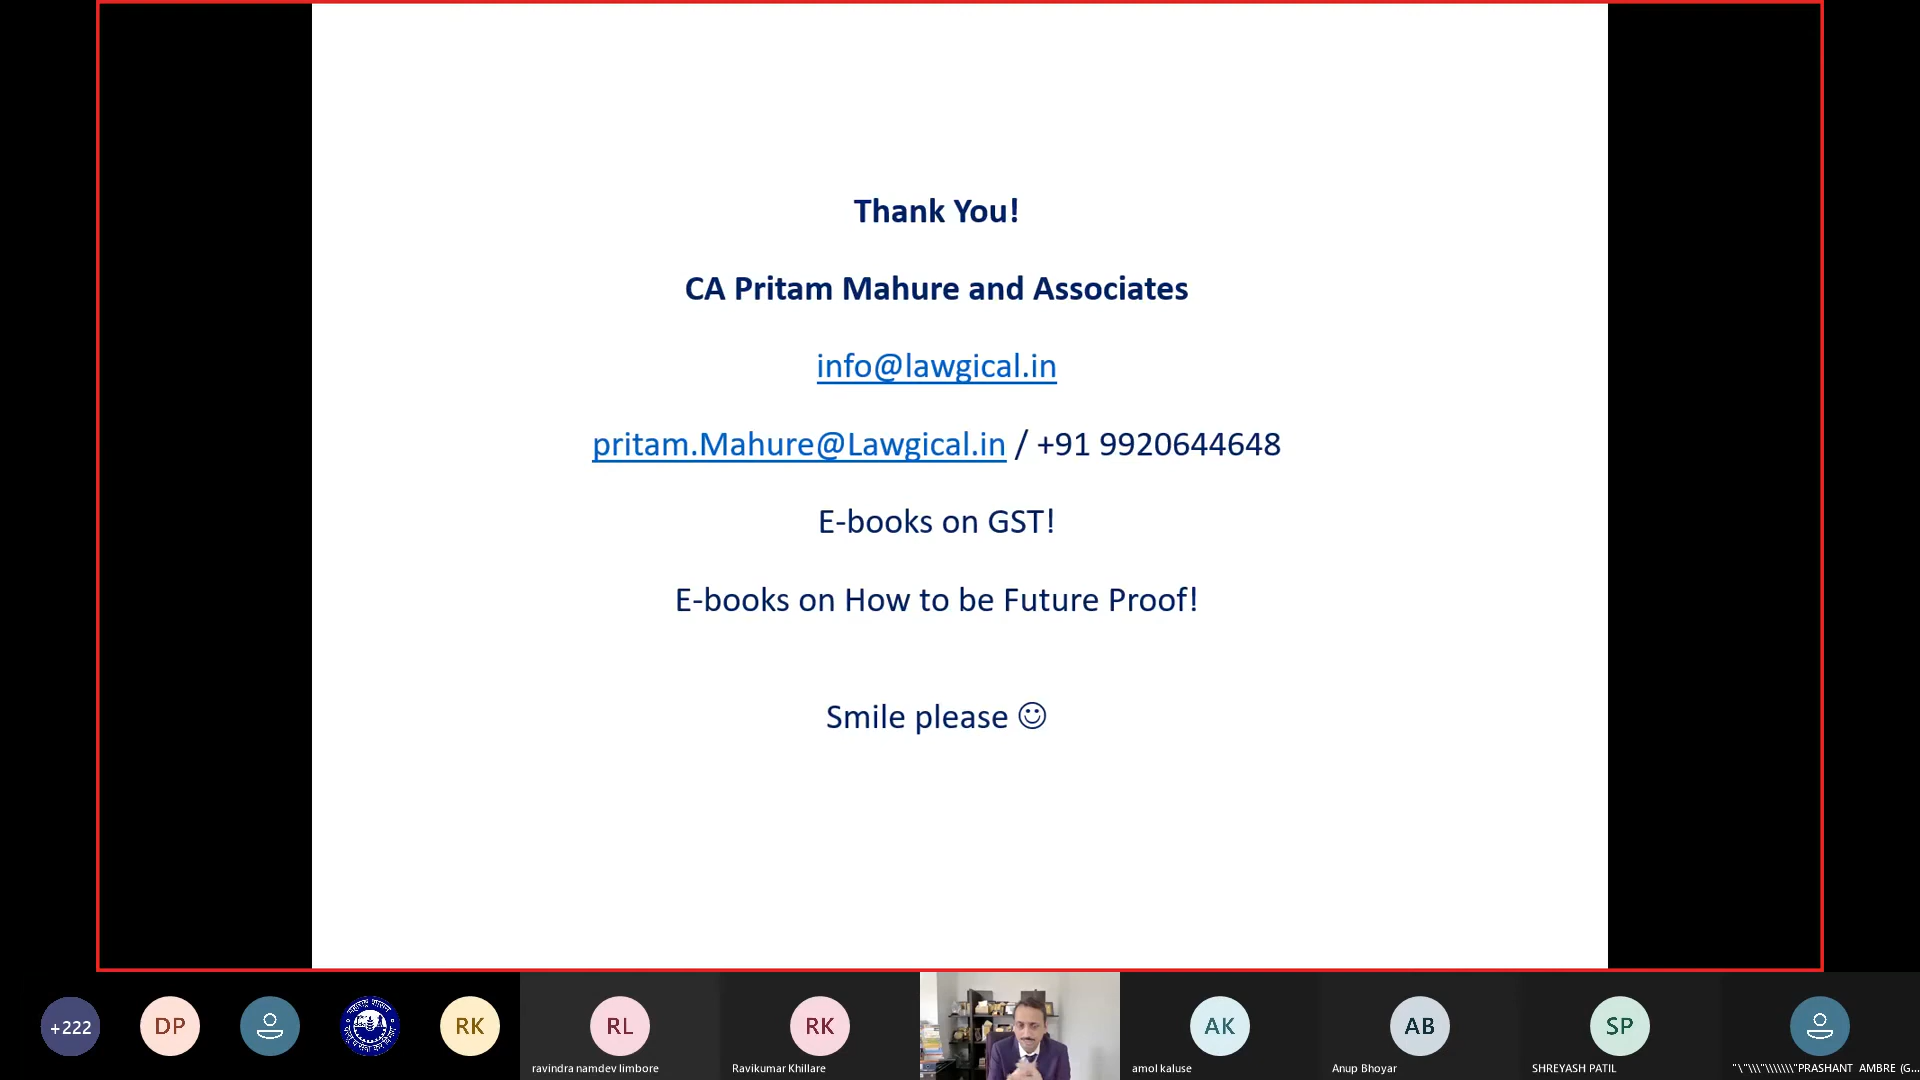 Thank You!
CA Pritam Mahure and Associates
info@lawgical.in
pritam.Mahure@Lawgical.in / +91 9920644648
E-books on GST!
E-books on How to be Future Proof!
Smile please ☺
+222
DP
RK
RL
ravindra namdev limbore
RK
Ravikumar Khillare
AK
amol kaluse
AB
Anup Bhoyar
SP
SHREYASH PATIL
"\"\\\"\\\\\\\"PRASHANT AMBRE (G...